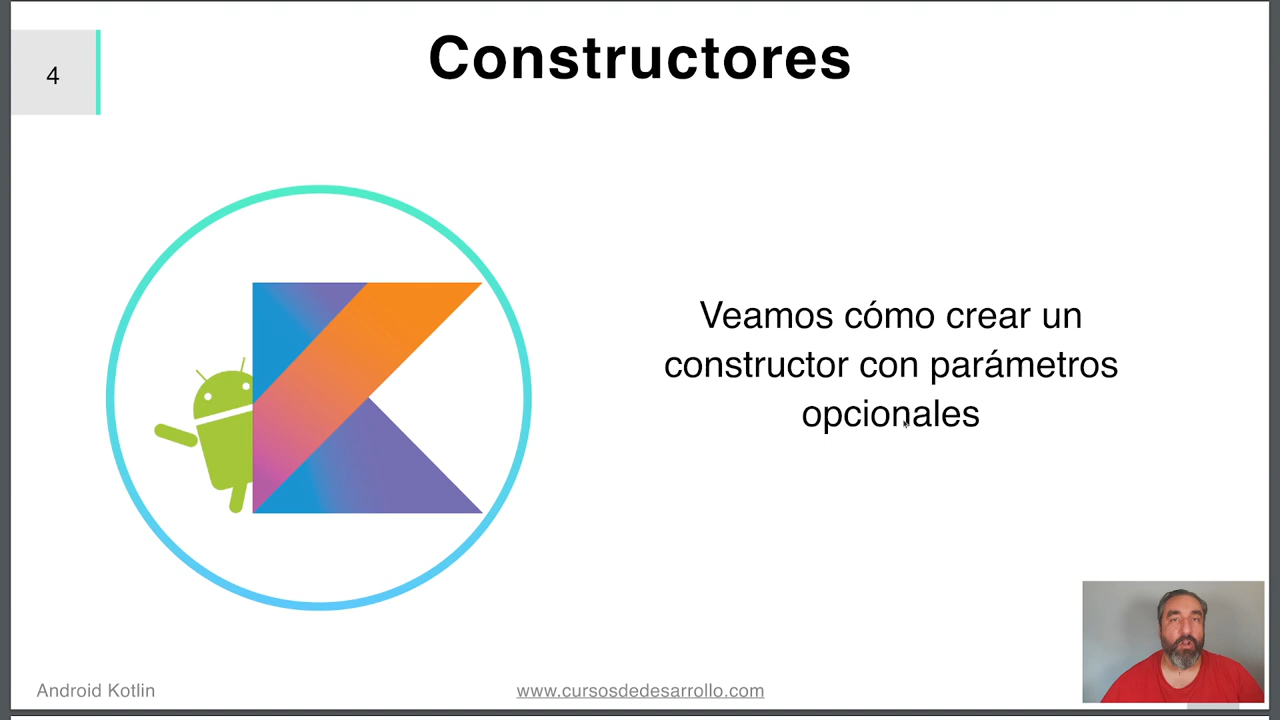 4
Constructores
Veamos cómo crear un
constructor con parámetros
opcionales
Android Kotlin
www.cursosdedesarrollo.com